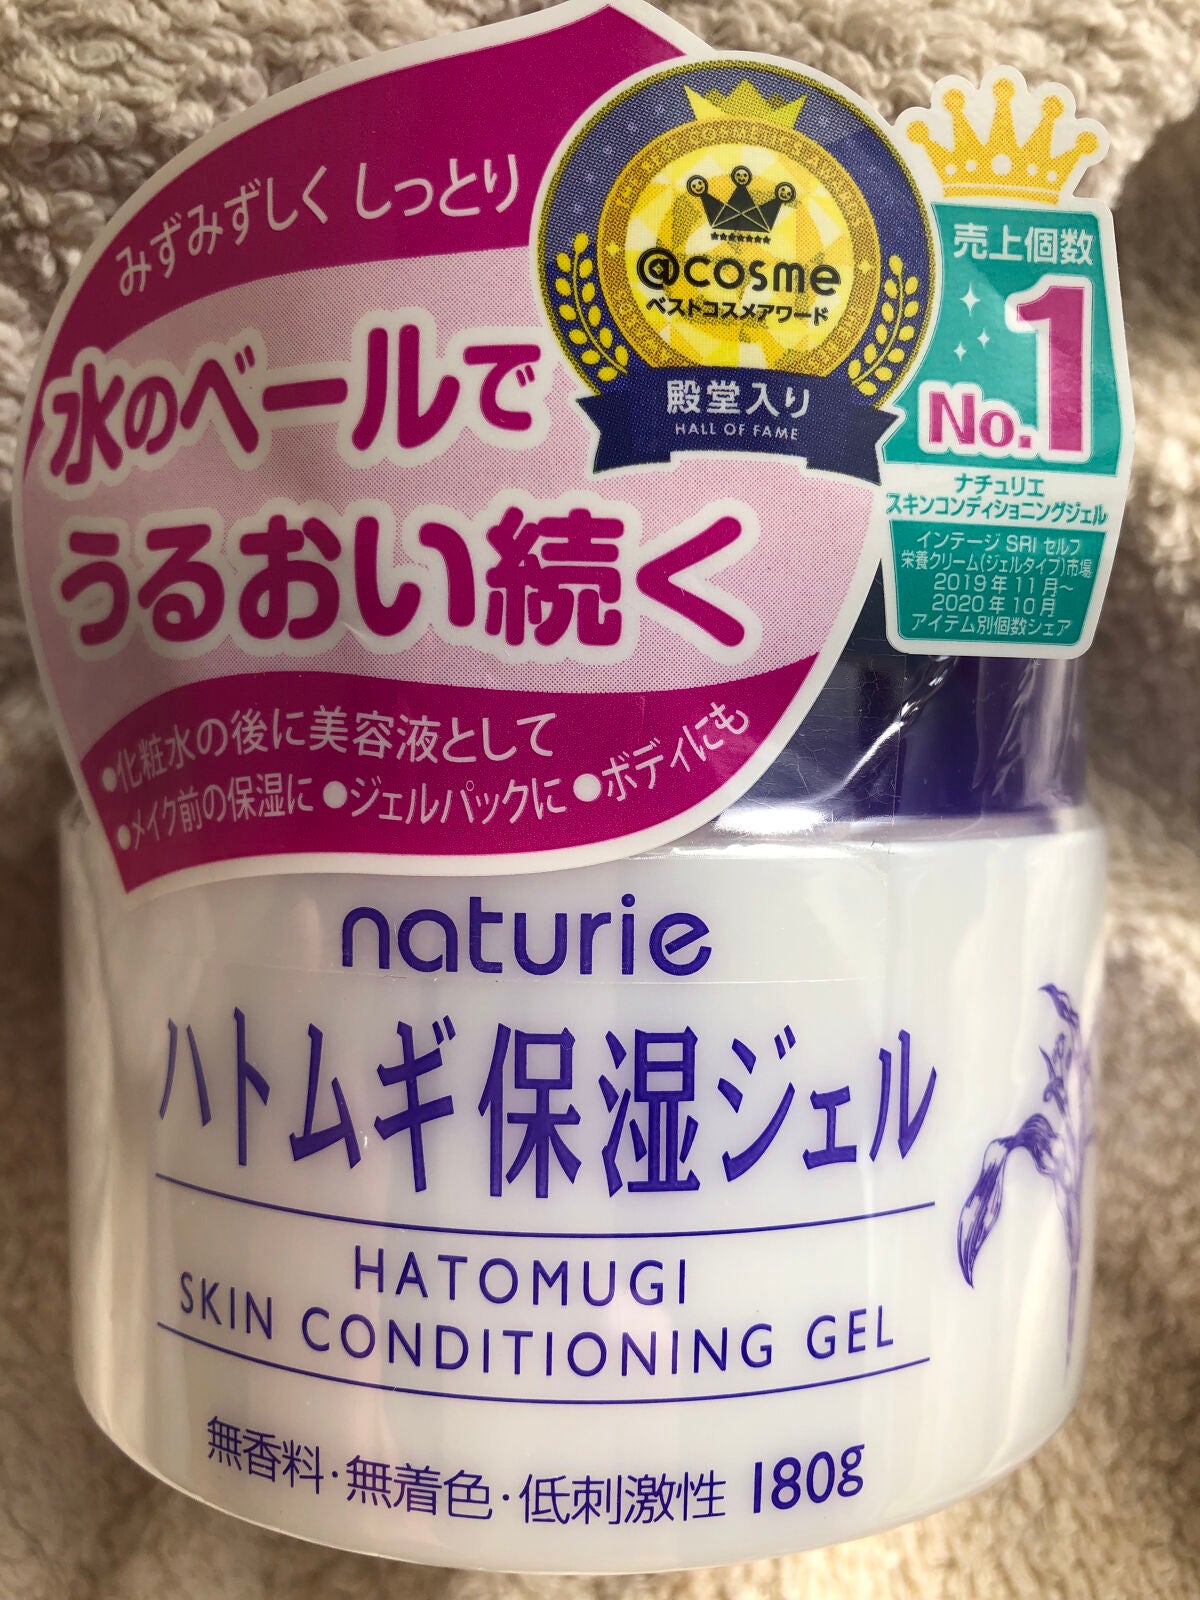 みずみずしく しっとり
水のベールで
うるおい続く
●化粧水の後に美容液として
●メイク前の保湿に ●ジェルパックに ●ボディにも
@cosme
ベストコスメアワード
殿堂入り
HALL OF FAME
売上個数
No.1
ナチュリエ
スキンコンディショニングジェル
インテージ SRI セルフ
栄養クリーム(ジェルタイプ)市場
2019年11月~
2020年10月
アイテム別個数シェア
naturie
ハトムギ保湿ジェル
HATOMUGI
SKIN CONDITIONING GEL
無香料・無着色・低刺激性 180g